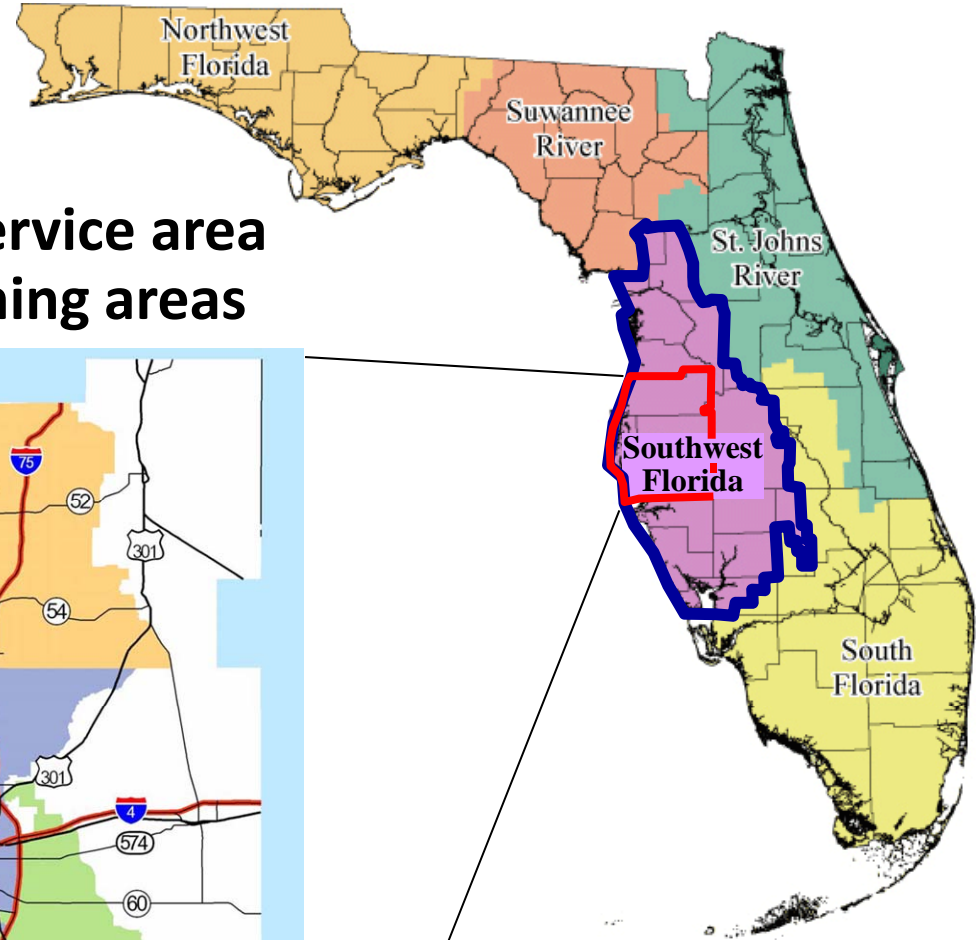 Northwest
Florida
Suwannee
River
St. Johns
River
Southwest
Florida
South
Florida
ervice area
ning areas
75
52
301
54
301
4
574
60